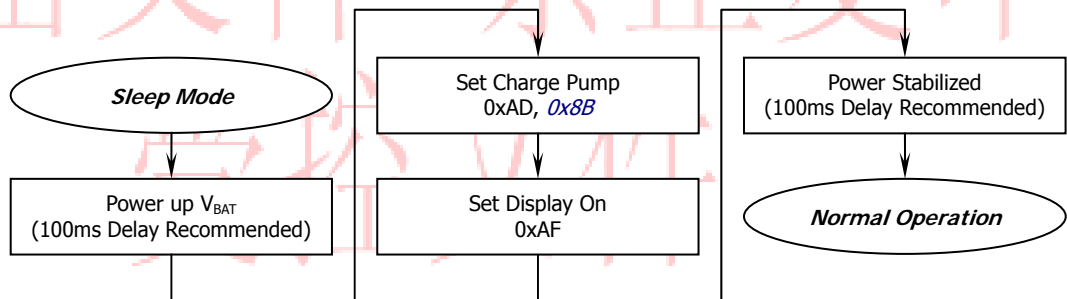 Sleep Mode
Power up VBAT
(100ms Delay Recommended)
Set Charge Pump
0xAD, 0x8B
Set Display On
0xAF
Power Stabilized
(100ms Delay Recommended)
Normal Operation